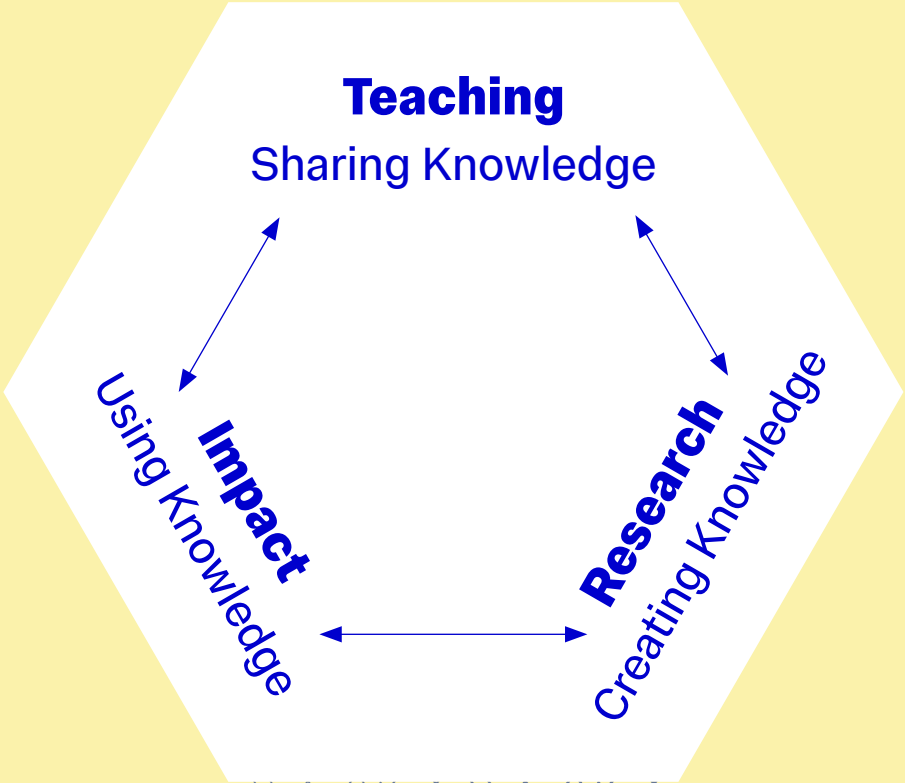 Teaching
Sharing Knowledge
Impact
Using Knowledge
Research
Creating Knowledge